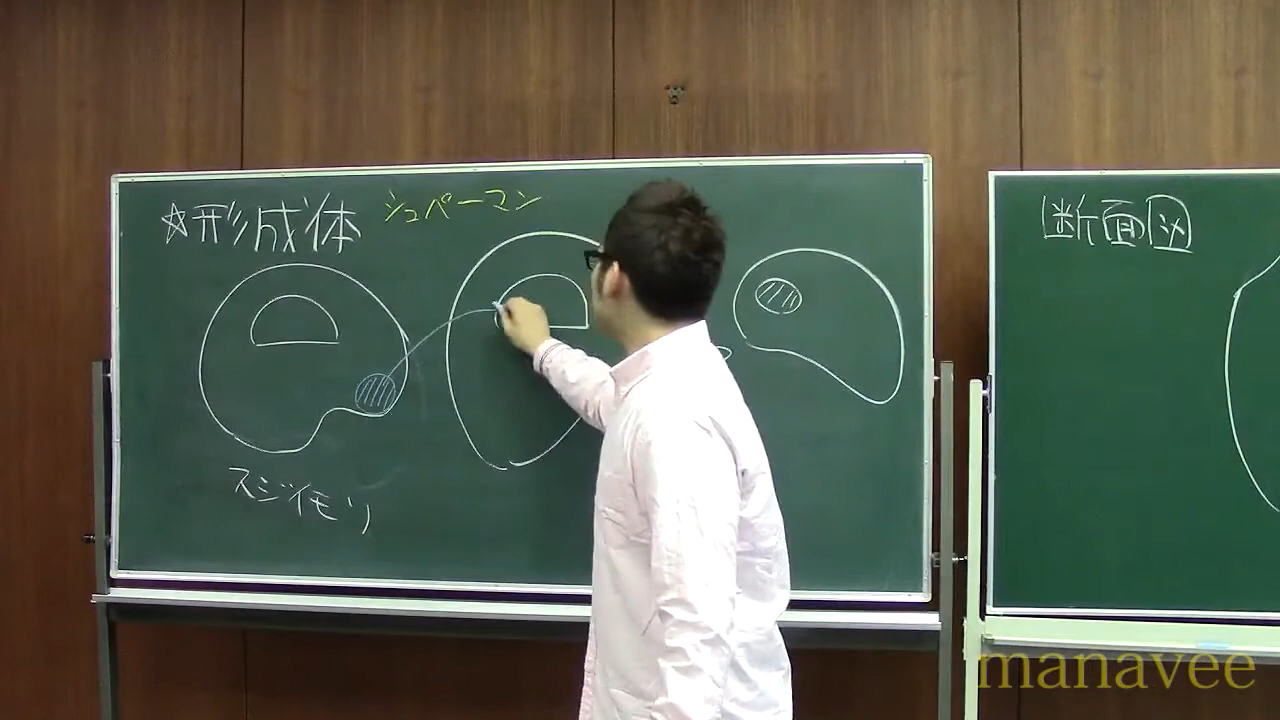 ☆形成体 シュペーマン
スジイモリ
断面図
manavee